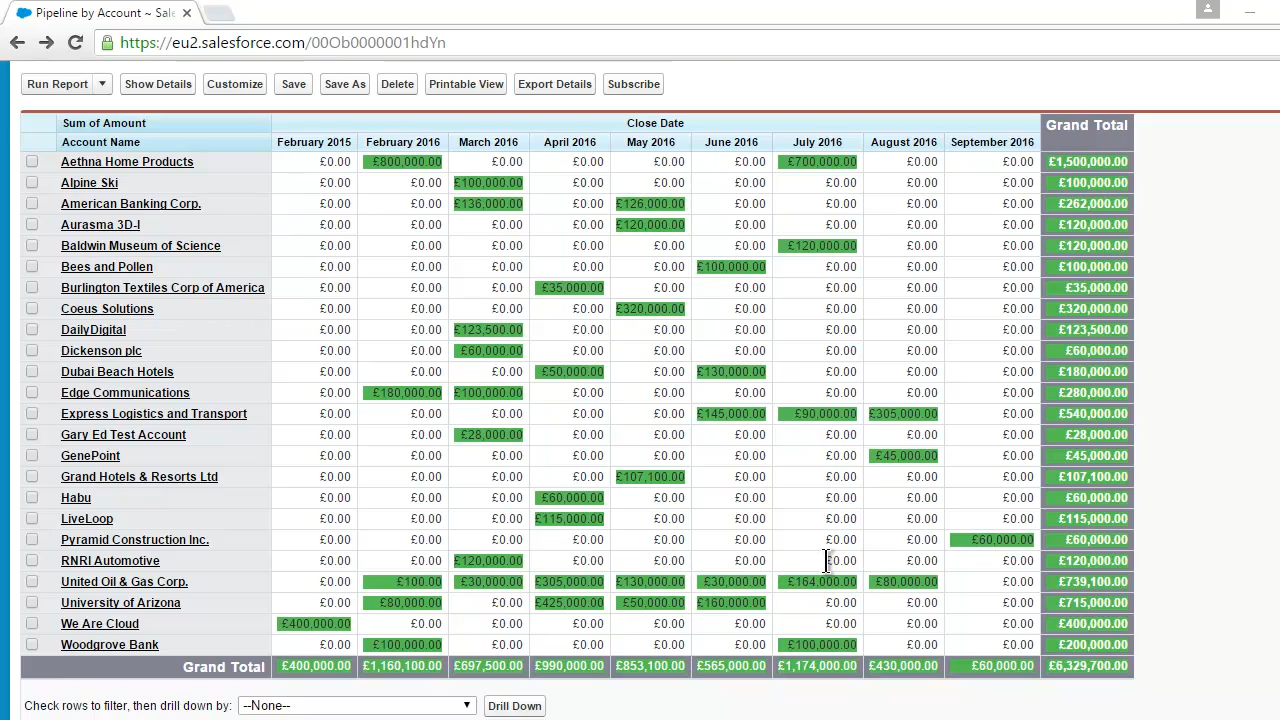 Pipeline by Account ~ Sale
https://eu2.salesforce.com/00Ob0000001hdYn
Run Report Show Details Customize Save Save As Delete Printable View Export Details Subscribe
Sum of Amount Close Date Grand Total
Account Name February 2015 February 2016 March 2016 April 2016 May 2016 June 2016 July 2016 August 2016 September 2016
Aethna Home Products £0.00 £800,000.00 £0.00 £0.00 £0.00 £0.00 £700,000.00 £0.00 £0.00 £1,500,000.00
Alpine Ski £0.00 £0.00 £100,000.00 £0.00 £0.00 £0.00 £0.00 £0.00 £0.00 £100,000.00
American Banking Corp. £0.00 £0.00 £136,000.00 £0.00 £126,000.00 £0.00 £0.00 £0.00 £0.00 £262,000.00
Aurasma 3D-I £0.00 £0.00 £0.00 £0.00 £120,000.00 £0.00 £0.00 £0.00 £0.00 £120,000.00
Baldwin Museum of Science £0.00 £0.00 £0.00 £0.00 £0.00 £0.00 £120,000.00 £0.00 £0.00 £120,000.00
Bees and Pollen £0.00 £0.00 £0.00 £0.00 £0.00 £100,000.00 £0.00 £0.00 £0.00 £100,000.00
Burlington Textiles Corp of America £0.00 £0.00 £0.00 £35,000.00 £0.00 £0.00 £0.00 £0.00 £0.00 £35,000.00
Coeus Solutions £0.00 £0.00 £0.00 £0.00 £320,000.00 £0.00 £0.00 £0.00 £0.00 £320,000.00
DailyDigital £0.00 £0.00 £123,500.00 £0.00 £0.00 £0.00 £0.00 £0.00 £0.00 £123,500.00
Dickenson plc £0.00 £0.00 £60,000.00 £0.00 £0.00 £0.00 £0.00 £0.00 £0.00 £60,000.00
Dubai Beach Hotels £0.00 £0.00 £0.00 £50,000.00 £0.00 £130,000.00 £0.00 £0.00 £0.00 £180,000.00
Edge Communications £0.00 £180,000.00 £100,000.00 £0.00 £0.00 £0.00 £0.00 £0.00 £0.00 £280,000.00
Express Logistics and Transport £0.00 £0.00 £0.00 £0.00 £0.00 £145,000.00 £90,000.00 £305,000.00 £0.00 £540,000.00
Gary Ed Test Account £0.00 £0.00 £28,000.00 £0.00 £0.00 £0.00 £0.00 £0.00 £0.00 £28,000.00
GenePoint £0.00 £0.00 £0.00 £0.00 £0.00 £0.00 £0.00 £45,000.00 £0.00 £45,000.00
Grand Hotels & Resorts Ltd £0.00 £0.00 £0.00 £0.00 £107,100.00 £0.00 £0.00 £0.00 £0.00 £107,100.00
Habu £0.00 £0.00 £0.00 £60,000.00 £0.00 £0.00 £0.00 £0.00 £0.00 £60,000.00
LiveLoop £0.00 £0.00 £0.00 £115,000.00 £0.00 £0.00 £0.00 £0.00 £0.00 £115,000.00
Pyramid Construction Inc. £0.00 £0.00 £0.00 £0.00 £0.00 £0.00 £0.00 £0.00 £60,000.00 £60,000.00
RNRI Automotive £0.00 £0.00 £120,000.00 £0.00 £0.00 £0.00 £0.00 £0.00 £0.00 £120,000.00
United Oil & Gas Corp. £0.00 £100.00 £30,000.00 £305,000.00 £130,000.00 £30,000.00 £164,000.00 £80,000.00 £0.00 £739,100.00
University of Arizona £0.00 £80,000.00 £0.00 £425,000.00 £50,000.00 £160,000.00 £0.00 £0.00 £0.00 £715,000.00
We Are Cloud £400,000.00 £0.00 £0.00 £0.00 £0.00 £0.00 £0.00 £0.00 £0.00 £400,000.00
Woodgrove Bank £0.00 £100,000.00 £0.00 £0.00 £0.00 £0.00 £100,000.00 £0.00 £0.00 £200,000.00
Grand Total £400,000.00 £1,160,100.00 £697,500.00 £990,000.00 £853,100.00 £565,000.00 £1,174,000.00 £430,000.00 £60,000.00 £6,329,700.00
Check rows to filter, then drill down by: --None-- Drill Down